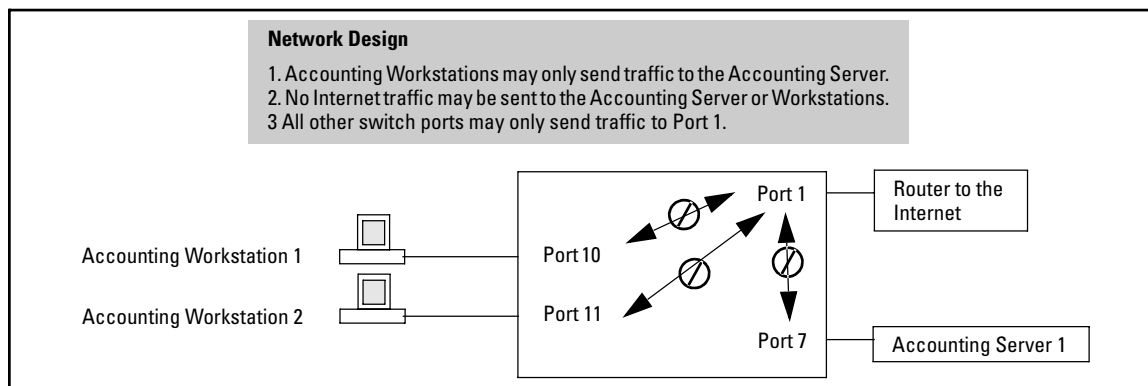 Network Design
1. Accounting Workstations may only send traffic to the Accounting Server.
2. No Internet traffic may be sent to the Accounting Server or Workstations.
3 All other switch ports may only send traffic to Port 1.
Port 1
Router to the
Internet
Accounting Workstation 1
Port 10
Accounting Workstation 2
Port 11
Port 7
Accounting Server 1